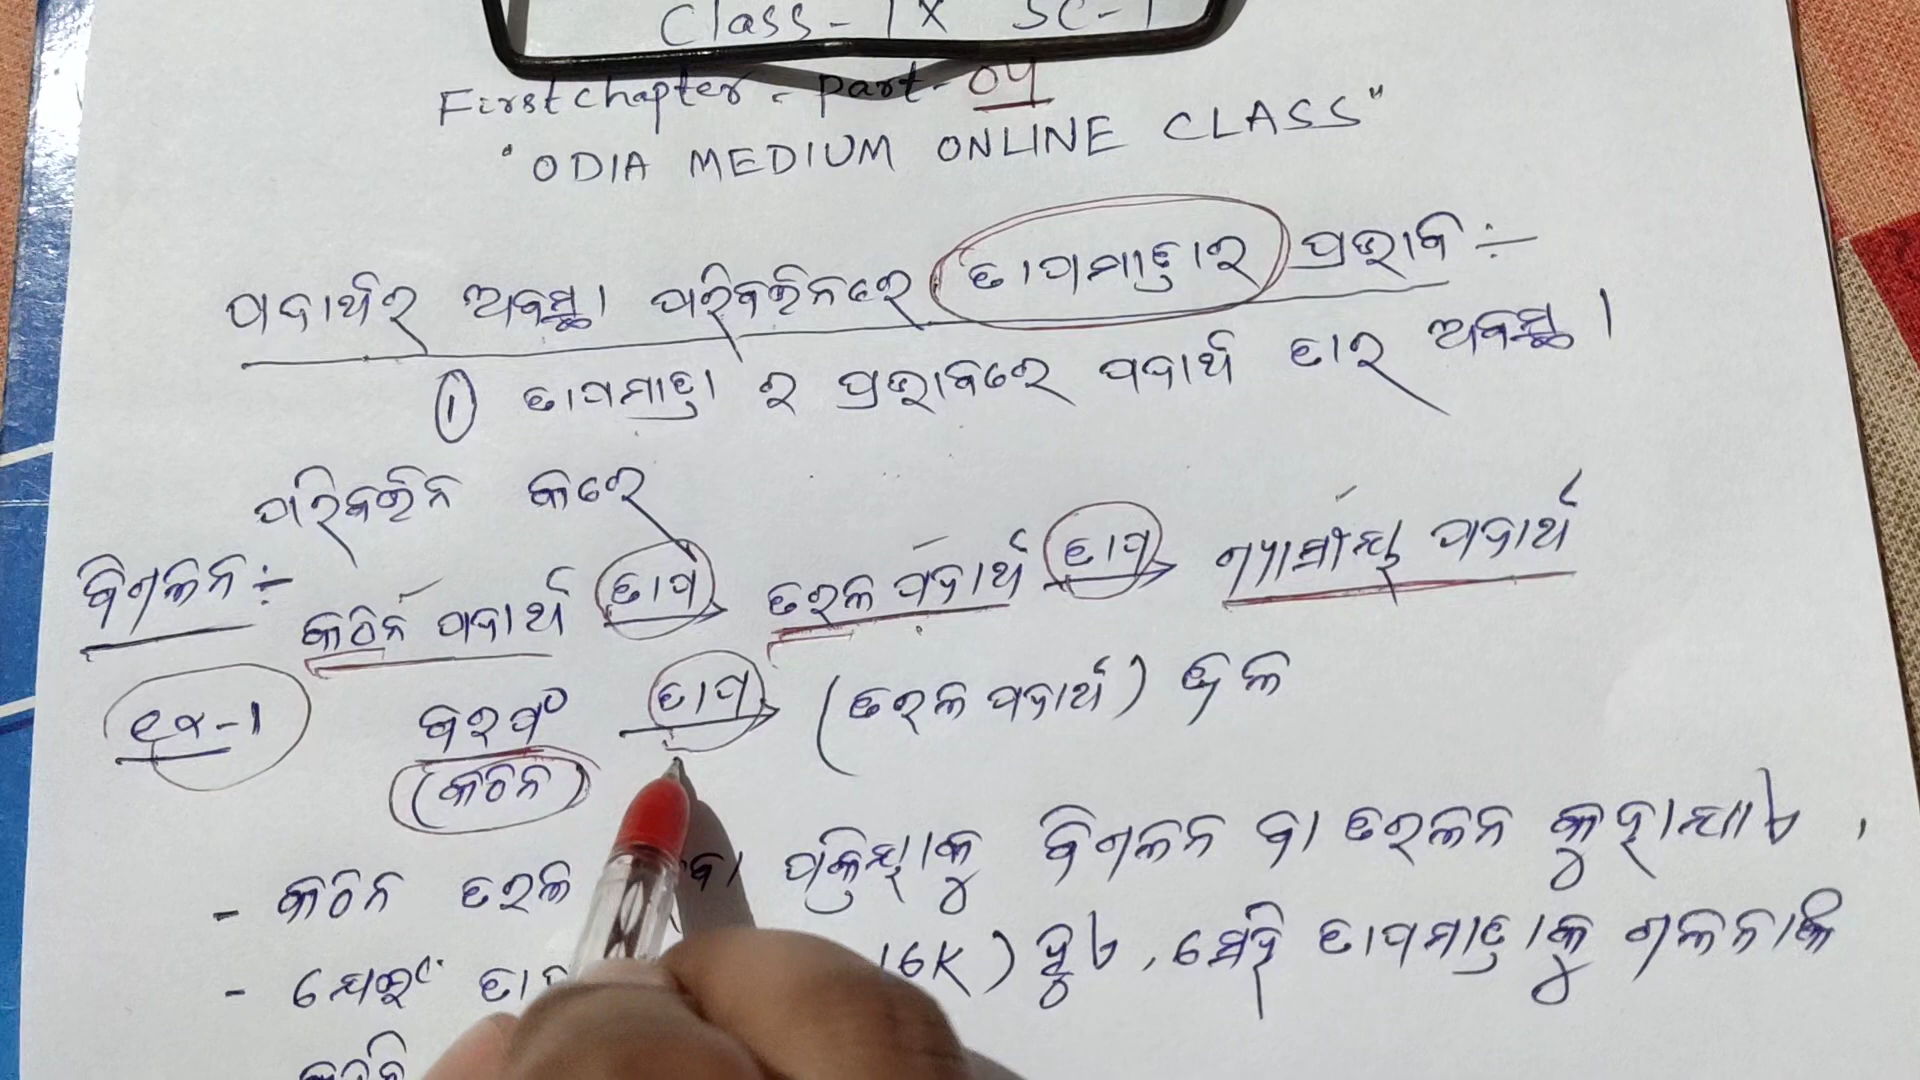 Class - IX SC-1
First chapter - part - 04
"ODIA MEDIUM ONLINE CLASS"
ପଦାର୍ଥର ଅବସ୍ଥା ପରିବର୍ତ୍ତନରେ ତାପମାତ୍ରାର ପ୍ରଭାବ :-
① ତାପମାତ୍ରା ର ପ୍ରଭାବରେ ପଦାର୍ଥ ତାର ଅବସ୍ଥା
ପରିବର୍ତ୍ତନ କରେ
ବିଗଳନ :-
କଠିନ ପଦାର୍ଥ ତାପ ତରଳ ପଦାର୍ଥ ତାପ ଗ୍ୟାସୀୟ ପଦାର୍ଥ
ex-1 ବରଫ ତାପ (ତରଳ ପଦାର୍ଥ) ଜଳ
(କଠିନ)
- କଠିନ ତରଳ ପ୍ରକ୍ରିୟାକୁ ବିଗଳନ ବା ତରଳନ କୁହାଯାଏ,
- ଯେଉଁ 16K) ହୁଏ, ସେହି ତାପମାତ୍ରାକୁ ଗଳନାଙ୍କ